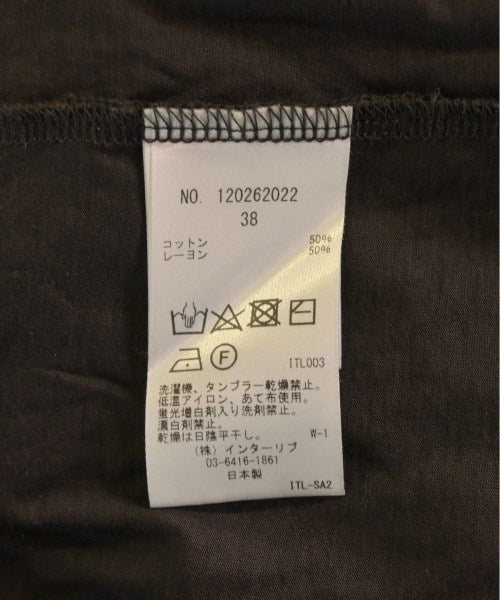 NO. 120262022
38
コットン 50%
レーヨン 50%
F
ITL003
洗濯機、タンブラー乾燥禁止。
低温アイロン、あて布使用。
蛍光増白剤入り洗剤禁止。
漂白剤禁止。
乾燥は日陰平干し。 W-1
(株) インターリブ
03-6416-1861
日本製
ITL-SA2